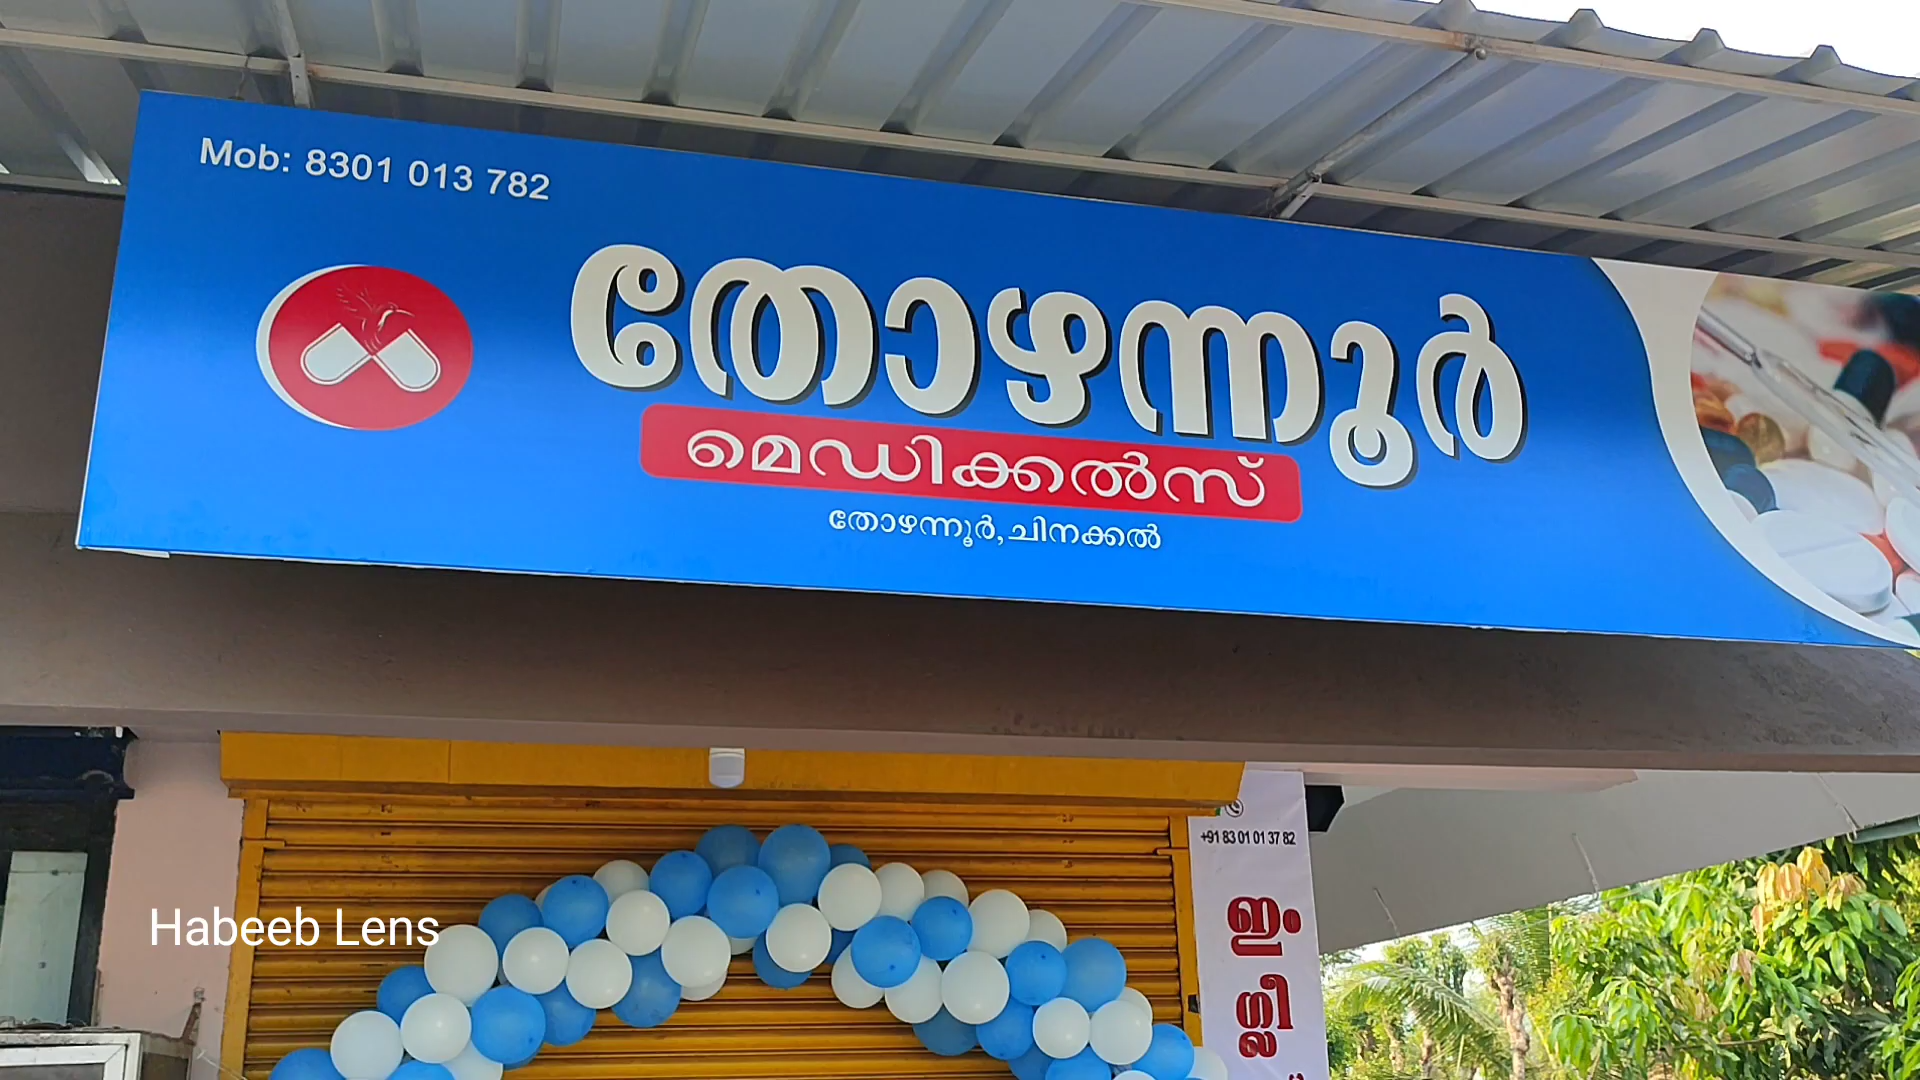 Mob: 8301 013 782
തോഴന്നൂർ
മെഡിക്കൽസ്
തോഴന്നൂർ,ചിനക്കൽ
+91 83 01 01 37 82
ഇം
ഗ്ലീ
Habeeb Lens